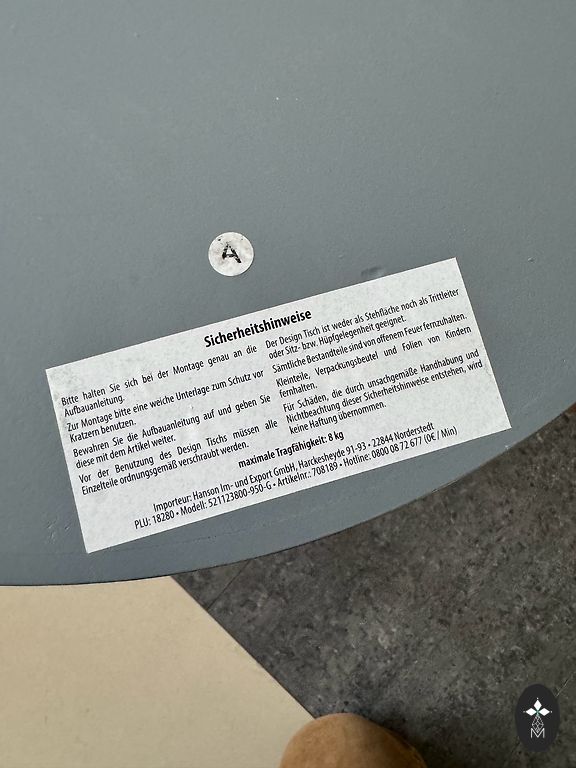 A
Sicherheitshinweise
Bitte halten Sie sich bei der Montage genau an die
Aufbauanleitung.
Zur Montage bitte eine weiche Unterlage zum Schutz vor
Kratzern benutzen.
Bewahren Sie die Aufbauanleitung auf und geben Sie
diese mit dem Artikel weiter.
Vor der Benutzung des Design Tischs müssen alle
Einzelteile ordnungsgemäß verschraubt werden.
Der Design Tisch ist weder als Stehfläche noch als Trittleiter
oder Sitz- bzw. Hüpfgelegenheit geeignet.
Sämtliche Bestandteile sind von offenem Feuer fernzuhalten.
Kleinteile, Verpackungsbeutel und Folien von Kindern
fernhalten.
Für Schäden, die durch unsachgemäße Handhabung und
Nichtbeachtung dieser Sicherheitshinweise entstehen, wird
keine Haftung übernommen.
maximale Tragfähigkeit: 8 kg
Importeur: Hanson Im- und Export GmbH, Harckesheyde 91-93 • 22844 Norderstedt
PLU: 18280 • Modell: 521123800-950-G • Artikelnr.: 708189 • Hotline: 0800 08 72 677 (0€ / Min)
M